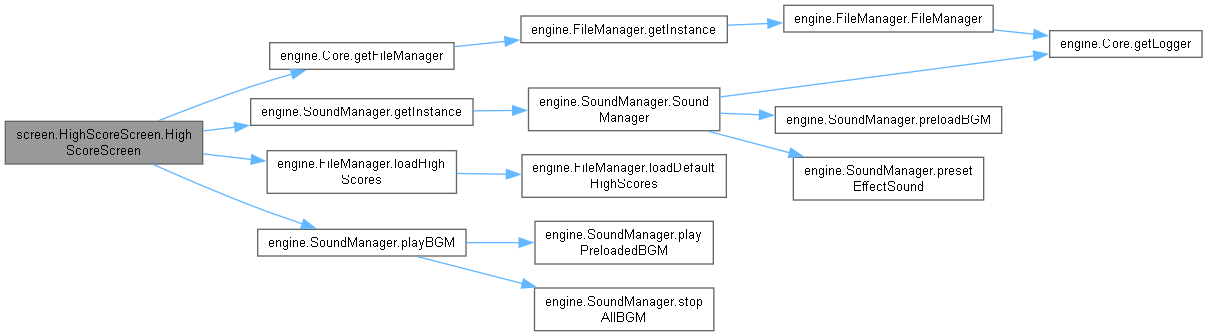 screen.HighScoreScreen.High
ScoreScreen
engine.Core.getFileManager
engine.FileManager.getInstance
engine.FileManager.FileManager
engine.Core.getLogger
engine.SoundManager.getInstance
engine.SoundManager.Sound
Manager
engine.SoundManager.preloadBGM
engine.SoundManager.preset
EffectSound
engine.FileManager.loadHigh
Scores
engine.FileManager.loadDefault
HighScores
engine.SoundManager.playBGM
engine.SoundManager.play
PreloadedBGM
engine.SoundManager.stop
AllBGM